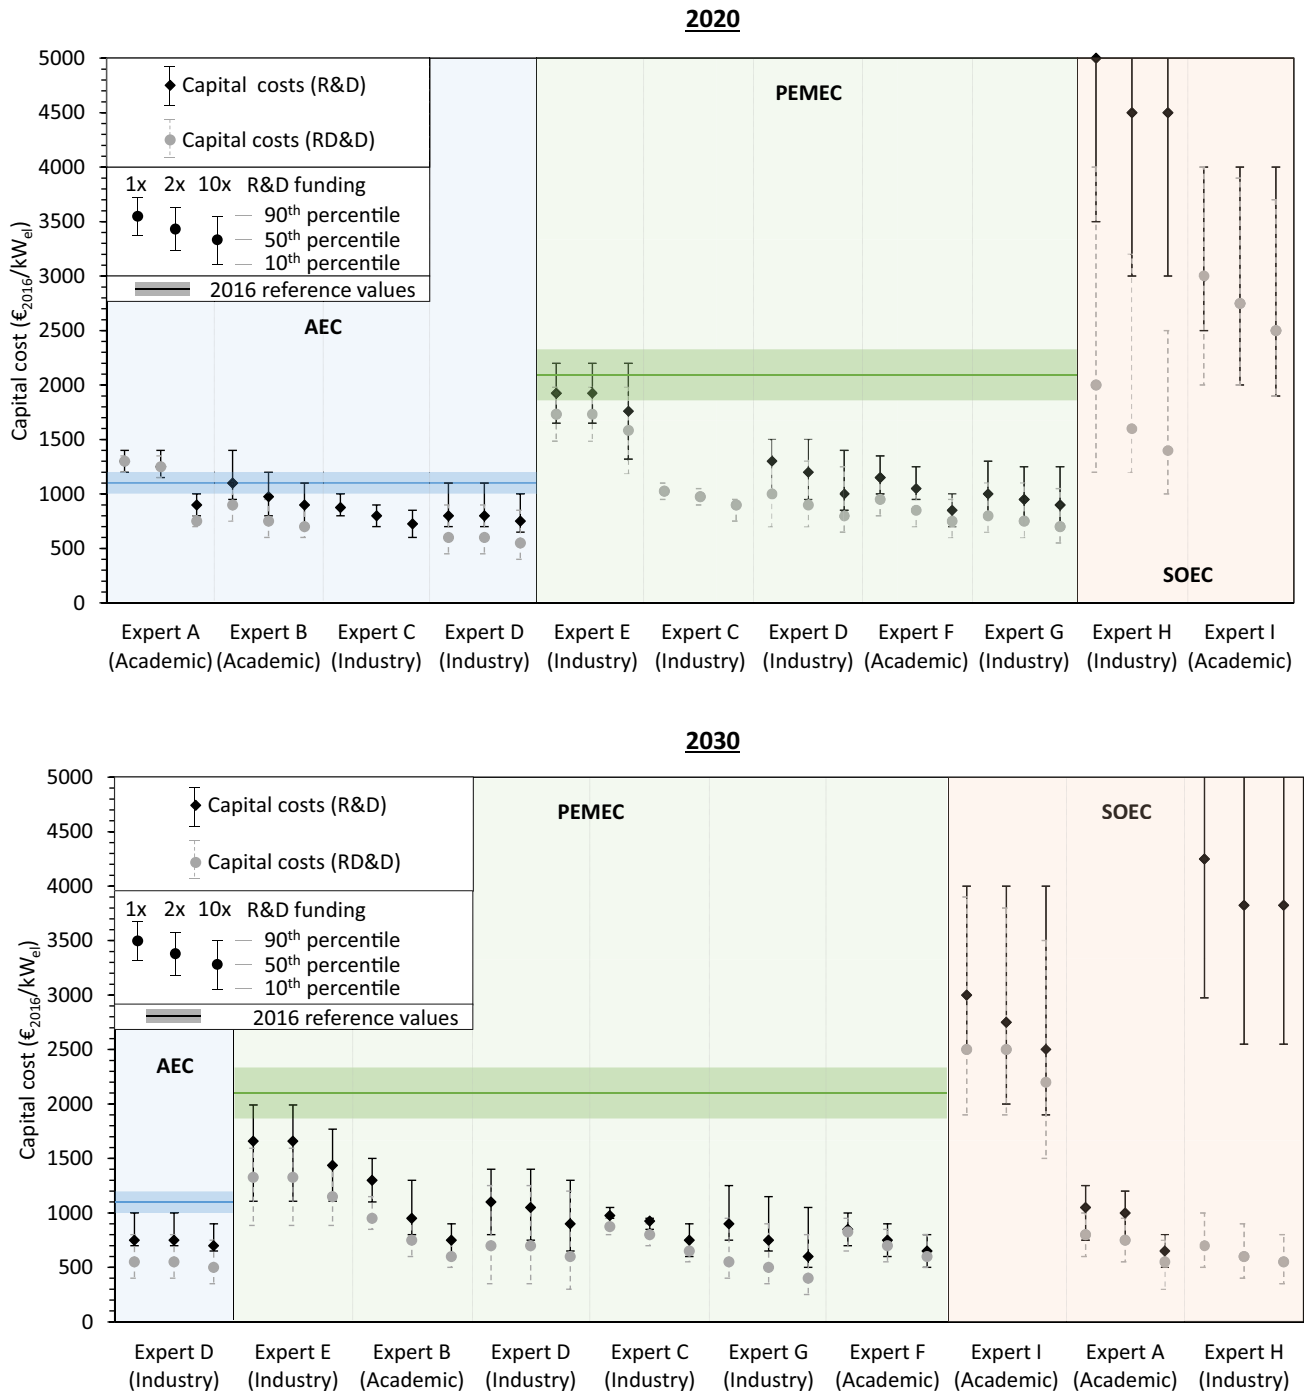 2020
5000
4500
4000
3500
3000
2500
2000
1500
1000
500
0
Capital cost (€2016/kWel)
Capital costs (R&D)
Capital costs (RD&D)
1x 2x 10x R&D funding
90th percentile
50th percentile
10th percentile
2016 reference values
AEC
PEMEC
SOEC
Expert A Expert B Expert C Expert D Expert E Expert C Expert D Expert F Expert G Expert H Expert I
(Academic) (Academic) (Industry) (Industry) (Industry) (Industry) (Industry) (Academic) (Industry) (Industry) (Academic)
2030
5000
4500
4000
3500
3000
2500
2000
1500
1000
500
0
Capital cost (€2016/kWel)
Capital costs (R&D)
Capital costs (RD&D)
1x 2x 10x R&D funding
90th percentile
50th percentile
10th percentile
2016 reference values
AEC
PEMEC
SOEC
Expert D Expert E Expert B Expert D Expert C Expert G Expert F Expert I Expert A Expert H
(Industry) (Industry) (Academic) (Industry) (Industry) (Industry) (Academic) (Academic) (Academic) (Industry)